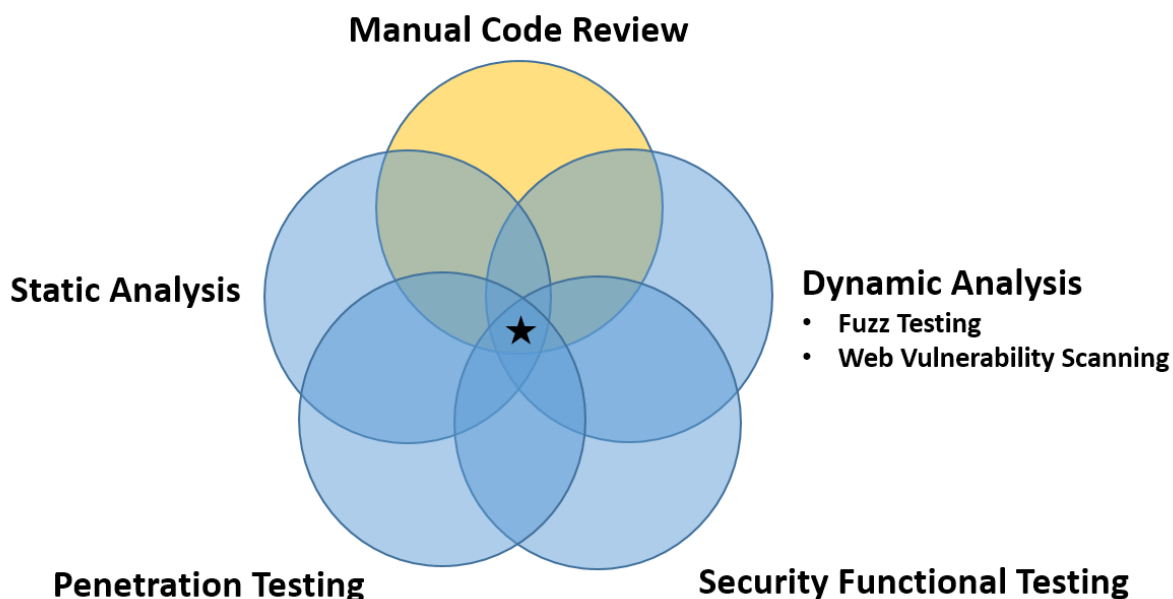 Manual Code Review
Static Analysis
Dynamic Analysis
• Fuzz Testing
• Web Vulnerability Scanning
Penetration Testing
Security Functional Testing